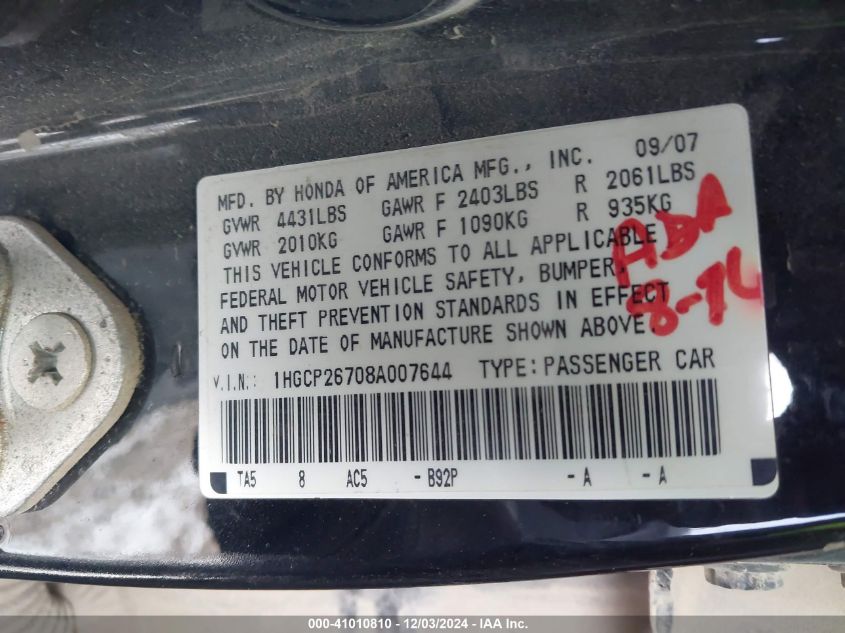 MFD. BY HONDA OF AMERICA MFG., INC. 09/07
GVWR 4431LBS GAWR F 2403LBS R 2061LBS
GVWR 2010KG GAWR F 1090KG R 935KG
THIS VEHICLE CONFORMS TO ALL APPLICABLE
FEDERAL MOTOR VEHICLE SAFETY, BUMPER,
AND THEFT PREVENTION STANDARDS IN EFFECT
ON THE DATE OF MANUFACTURE SHOWN ABOVE.
ADA
8-14
V.I.N.: 1HGCP26708A007644 TYPE: PASSENGER CAR
TA5 8 AC5 -B92P -A -A
000-41010810 - 12/03/2024 - IAA Inc.